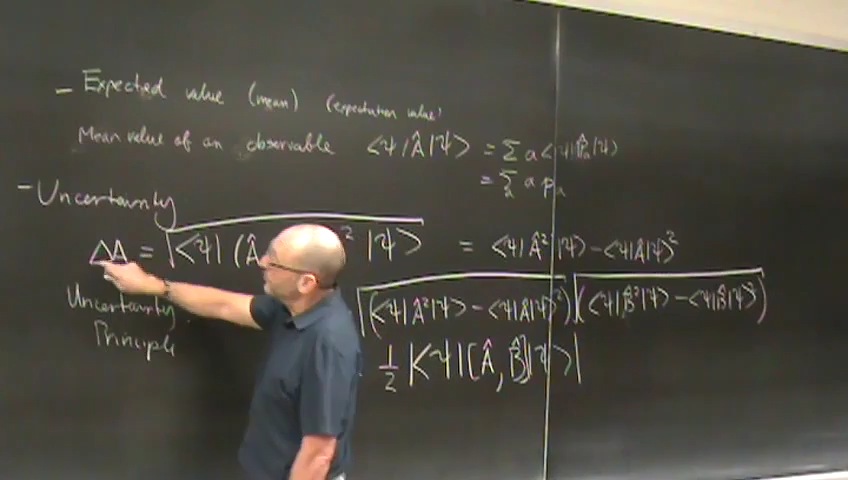 - Expected value (mean) (expectation value)
Mean value of an observable <ψ|Â|ψ> = Σ a <ψ|P̂a|ψ>
= Σa a pa
- Uncertainty
ΔA = √<ψ| (Â 2 |ψ> = <ψ|Â²|ψ> - <ψ|Â|ψ>²
Uncertainty √(<ψ|Â²|ψ> - <ψ|Â|ψ>²) √(<ψ|B̂²|ψ> - <ψ|B̂|ψ>²)
Principle 1/2 |<ψ|[Â, B̂]|ψ>|